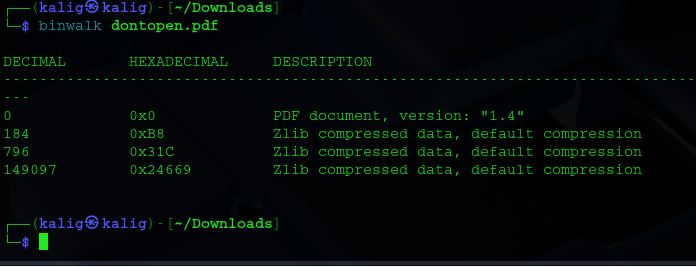 ┌──(kalig㉿kalig)-[~/Downloads]
└─$ binwalk dontopen.pdf
DECIMAL       HEXADECIMAL     DESCRIPTION
-----------------------------------------------------------------------------
---
0             0x0             PDF document, version: "1.4"
184           0xB8            Zlib compressed data, default compression
796           0x31C           Zlib compressed data, default compression
149097        0x24669         Zlib compressed data, default compression
┌──(kalig㉿kalig)-[~/Downloads]
└─$